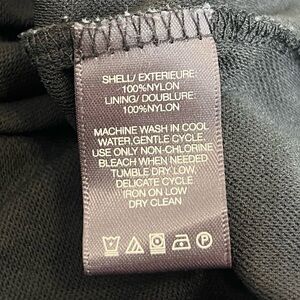 SHELL/ EXTERIEURE:
100%NYLON
LINING/ DOUBLURE:
100%NYLON
MACHINE WASH IN COOL
WATER,GENTLE CYCLE.
USE ONLY NON-CHLORINE
BLEACH WHEN NEEDED
TUMBLE DRY LOW,
DELICATE CYCLE
IRON ON LOW
DRY CLEAN
P